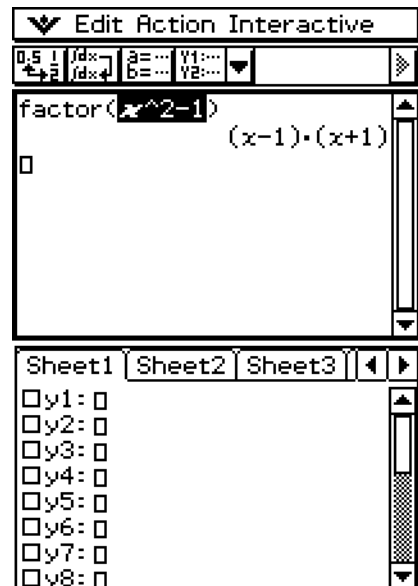 Edit Action Interactive
factor(x^2-1)
(x-1)·(x+1)
Sheet1 Sheet2 Sheet3
y1:
y2:
y3:
y4:
y5:
y6:
y7:
y8: